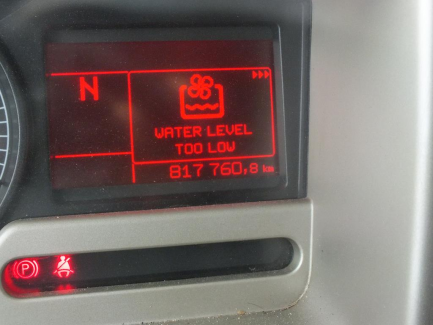 N
WATER LEVEL
TOO LOW
817 760,8 km
P